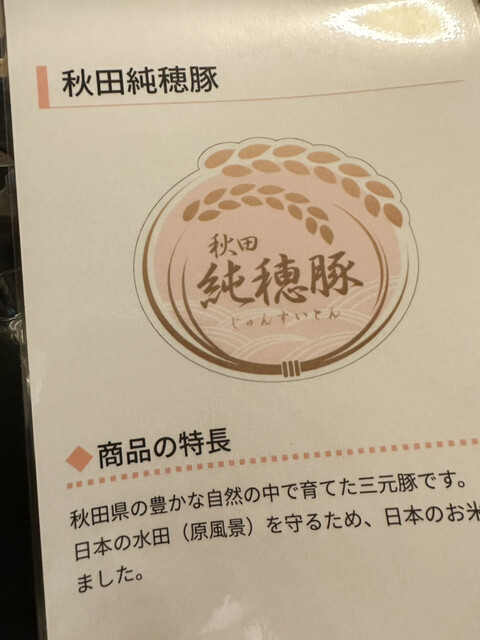 秋田純穂豚
秋田
純穂豚
じゅんすいとん
◆商品の特長
秋田県の豊かな自然の中で育てた三元豚です。
日本の水田（原風景）を守るため、日本のお米
ました。